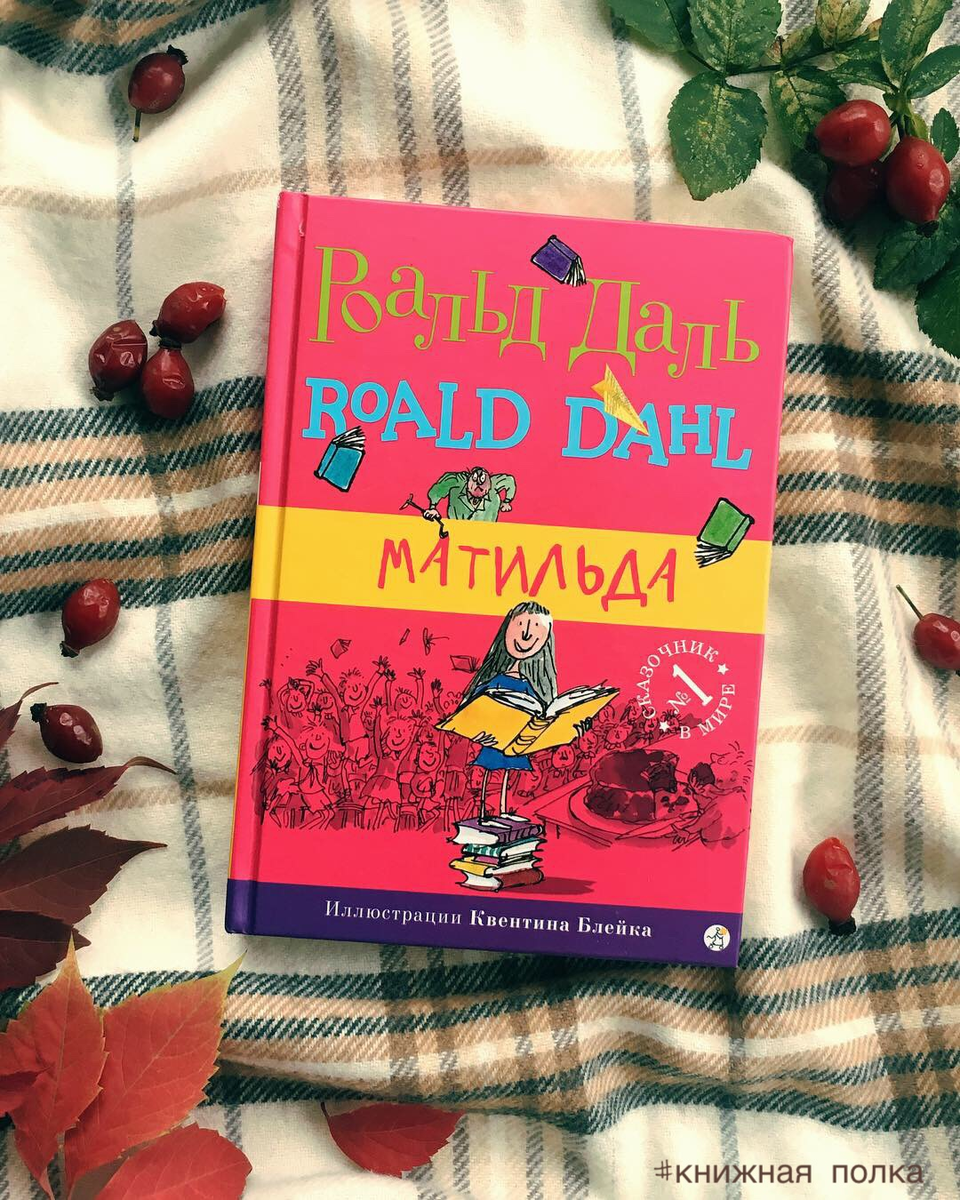 Роальд Даль
ROALD DAHL
МАТИЛЬДА
СКАЗОЧНИК
№1
В МИРЕ
Иллюстрации Квентина Блейка
#книжная полка